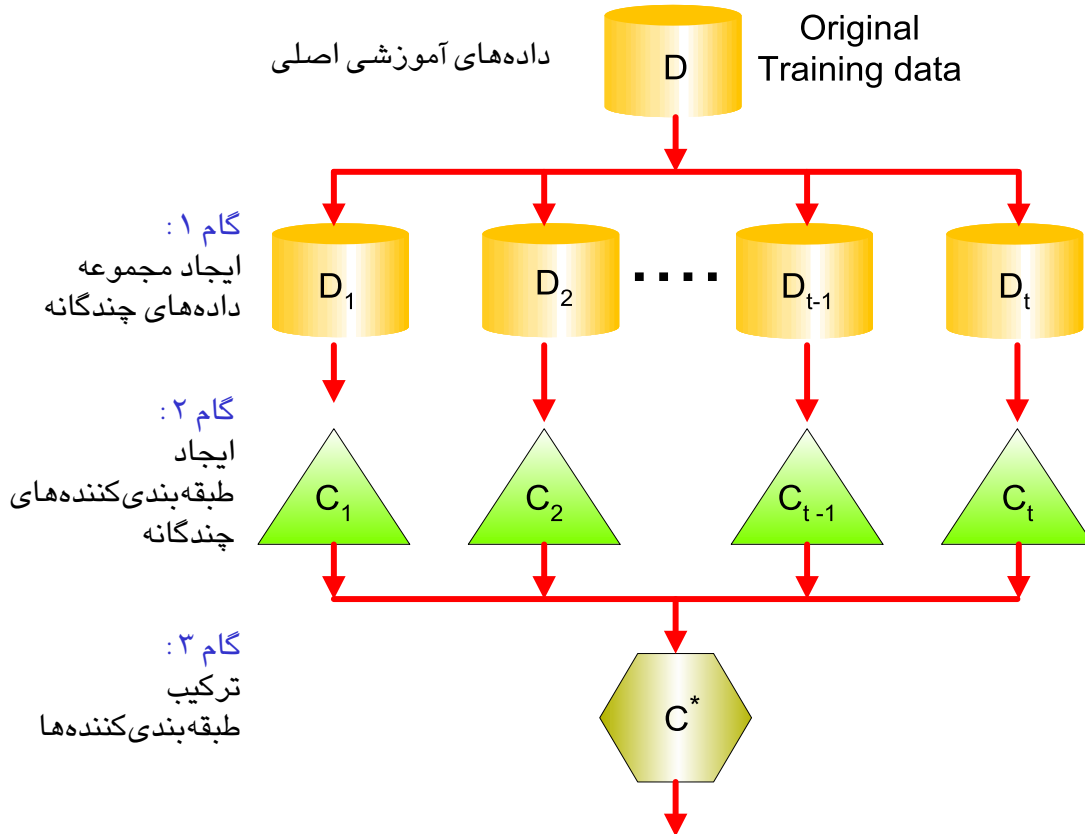 داده‌های آموزشی اصلی
D
Original
Training data
گام ۱:
ایجاد مجموعه
داده‌های چندگانه
D1
D2
....
Dt-1
Dt
گام ۲:
ایجاد
طبقه‌بندی‌کننده‌های
چندگانه
C1
C2
Ct -1
Ct
گام ۳:
ترکیب
طبقه‌بندی‌کننده‌ها
C*